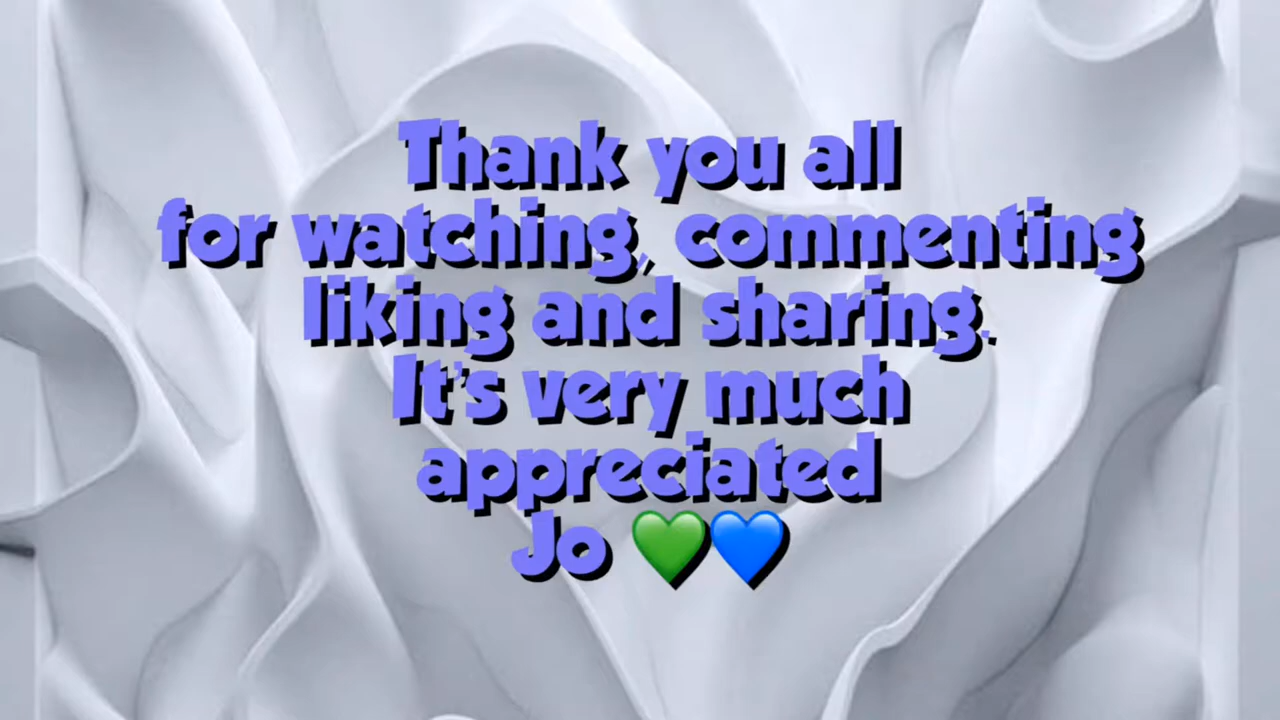 Thank you all
for watching, commenting
liking and sharing.
It's very much
appreciated
Jo 💚💙